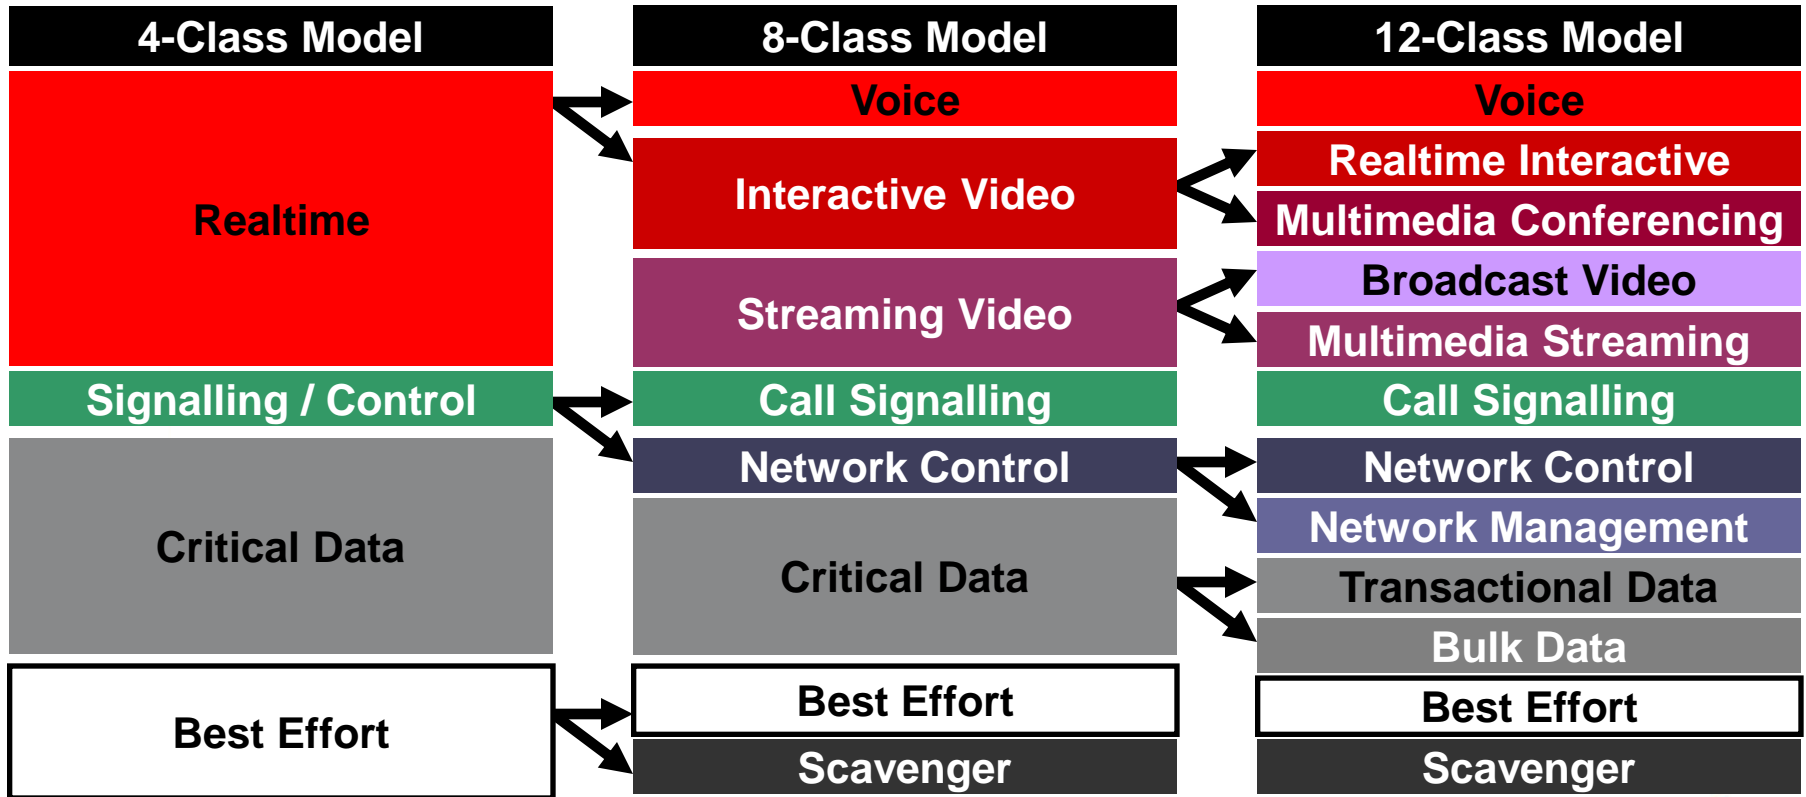 4-Class Model
Realtime
Signalling / Control
Critical Data
Best Effort
8-Class Model
Voice
Interactive Video
Streaming Video
Call Signalling
Network Control
Critical Data
Best Effort
Scavenger
12-Class Model
Voice
Realtime Interactive
Multimedia Conferencing
Broadcast Video
Multimedia Streaming
Call Signalling
Network Control
Network Management
Transactional Data
Bulk Data
Best Effort
Scavenger